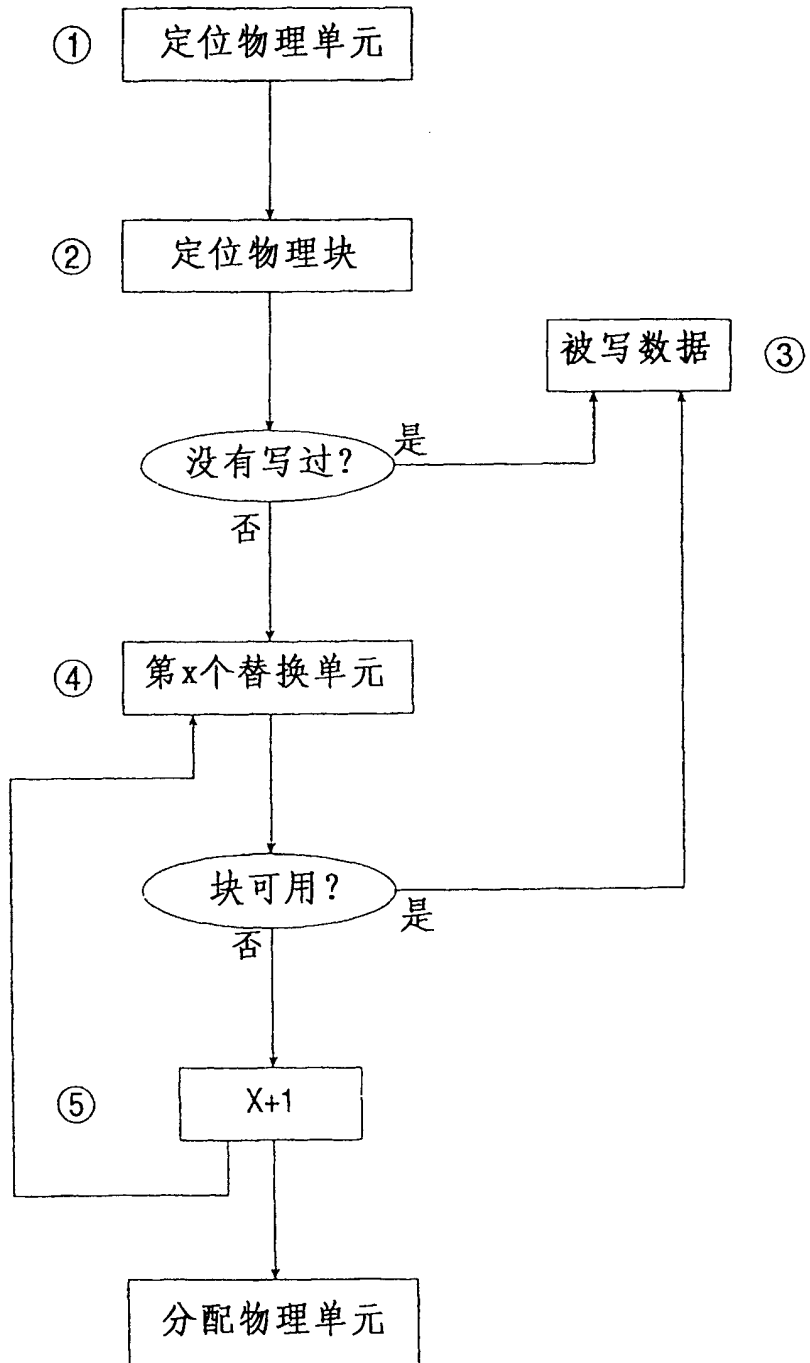 ① 定位物理单元
② 定位物理块
被写数据 ③
没有写过？ 是
否
④ 第x个替换单元
块可用？ 是
否
⑤ X+1
分配物理单元